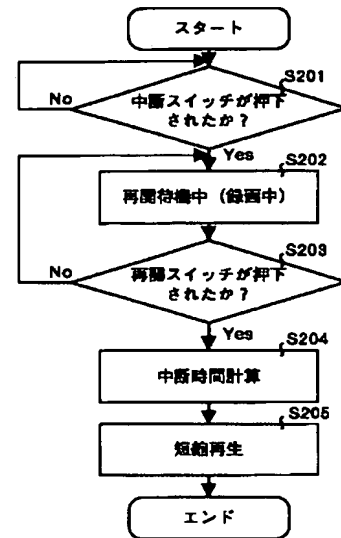 スタート
S201
中断スイッチが押下
されたか?
No
Yes
S202
再開待機中(録画中)
S203
再開スイッチが押下
されたか?
No
Yes
S204
中断時間計算
S205
短縮再生
エンド